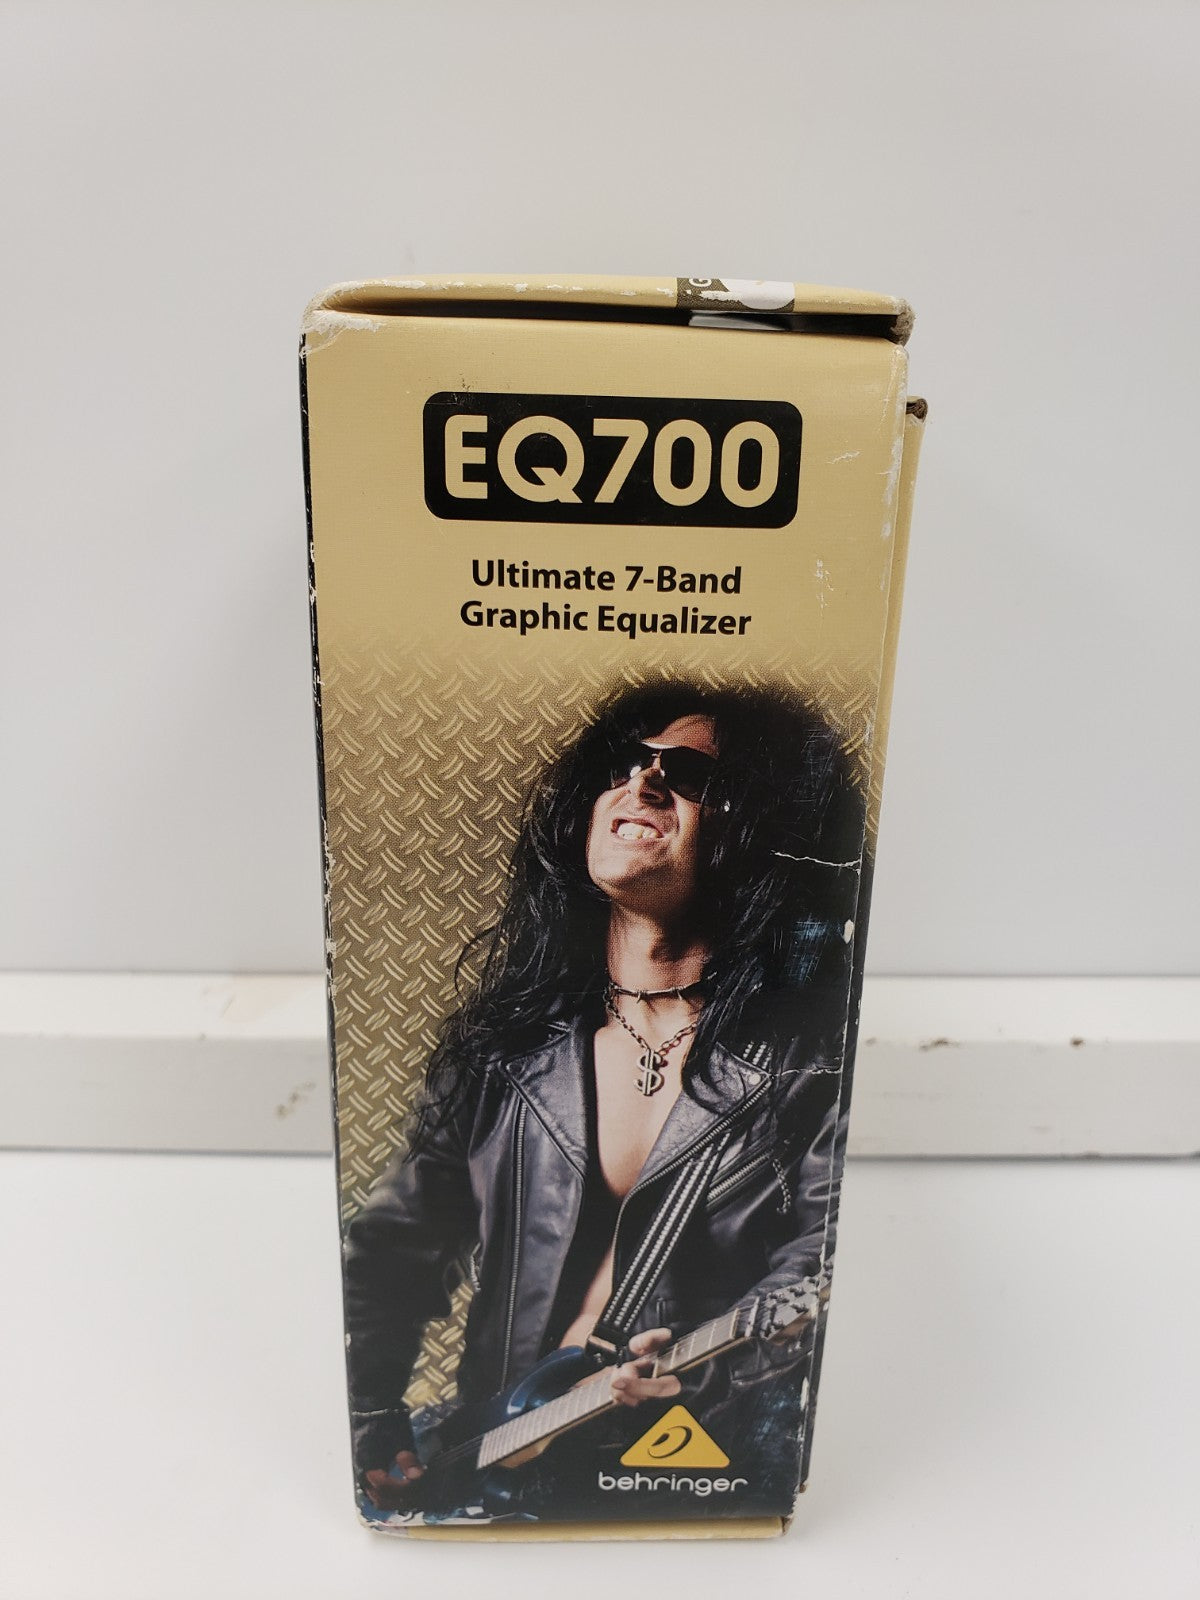 EQ700
Ultimate 7-Band
Graphic Equalizer
behringer